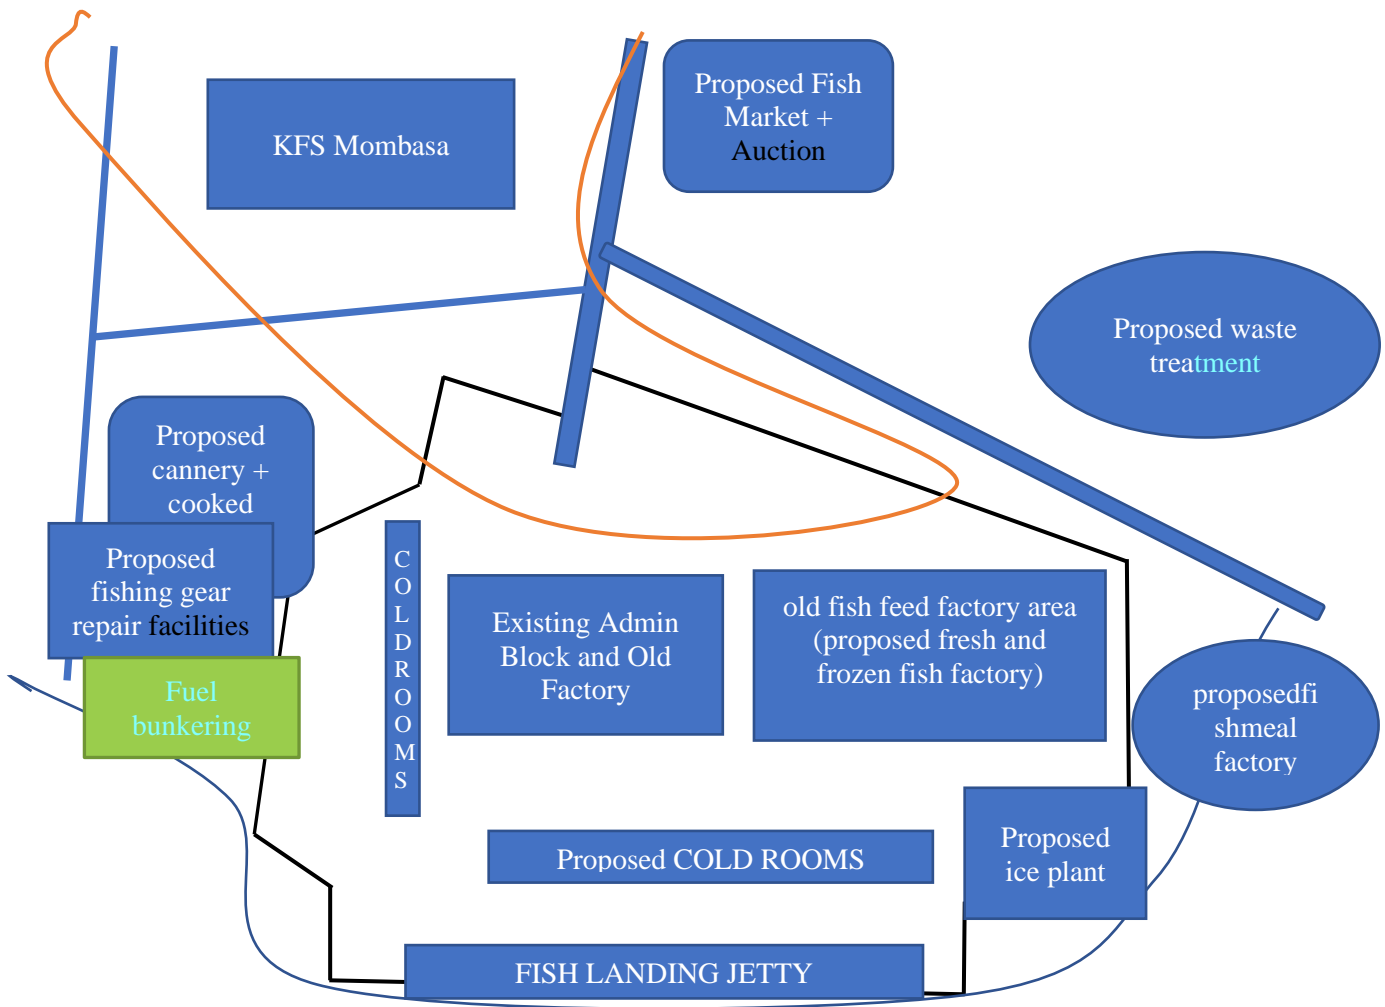 Proposed Fish
Market +
Auction
KFS Mombasa
Proposed waste
treatment
Proposed
cannery +
cooked
Proposed
fishing gear
repair facilities
Fuel
bunkering
COLDROOMS
Existing Admin
Block and Old
Factory
old fish feed factory area
(proposed fresh and
frozen fish factory)
proposedfi
shmeal
factory
Proposed
ice plant
Proposed COLD ROOMS
FISH LANDING JETTY